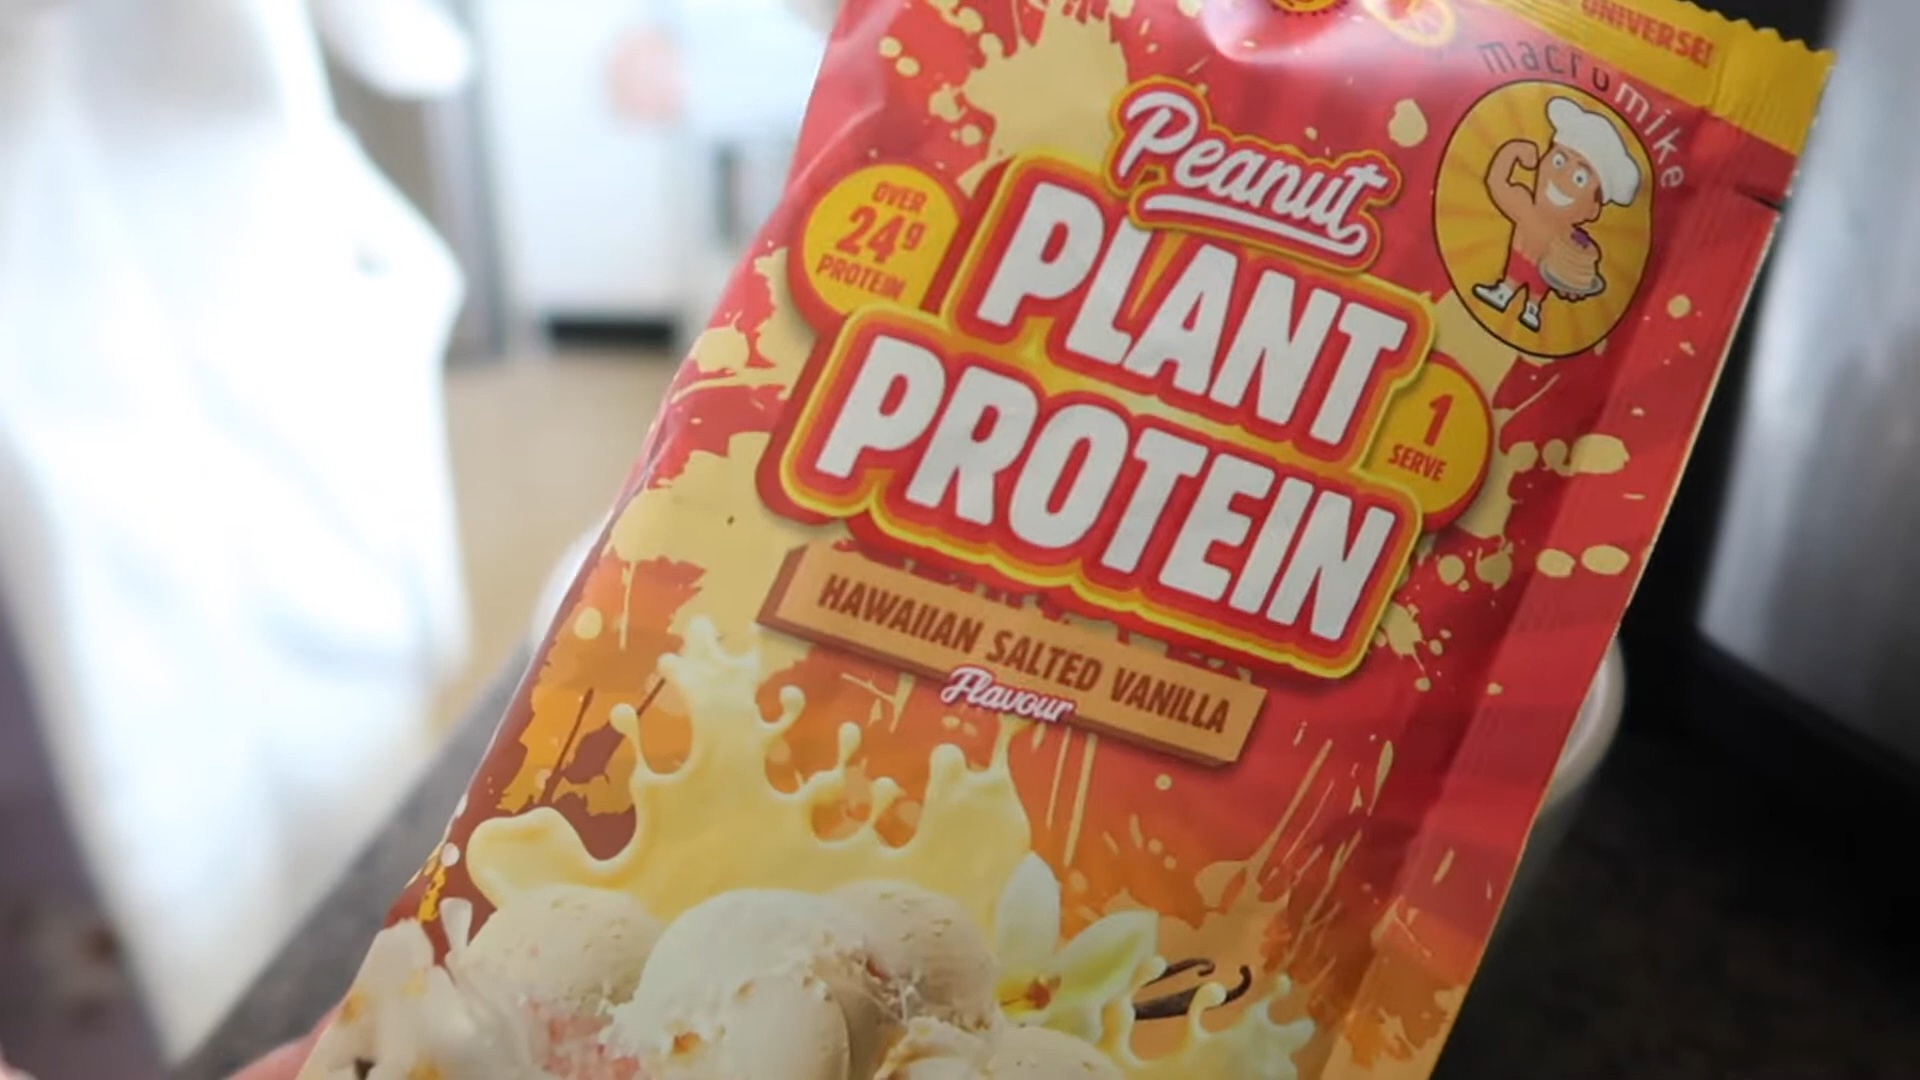 UNIVERSE!
macromike
Peanut
OVER
24g
PROTEIN
PLANT
PROTEIN
1
SERVE
HAWAIIAN SALTED VANILLA
Flavour